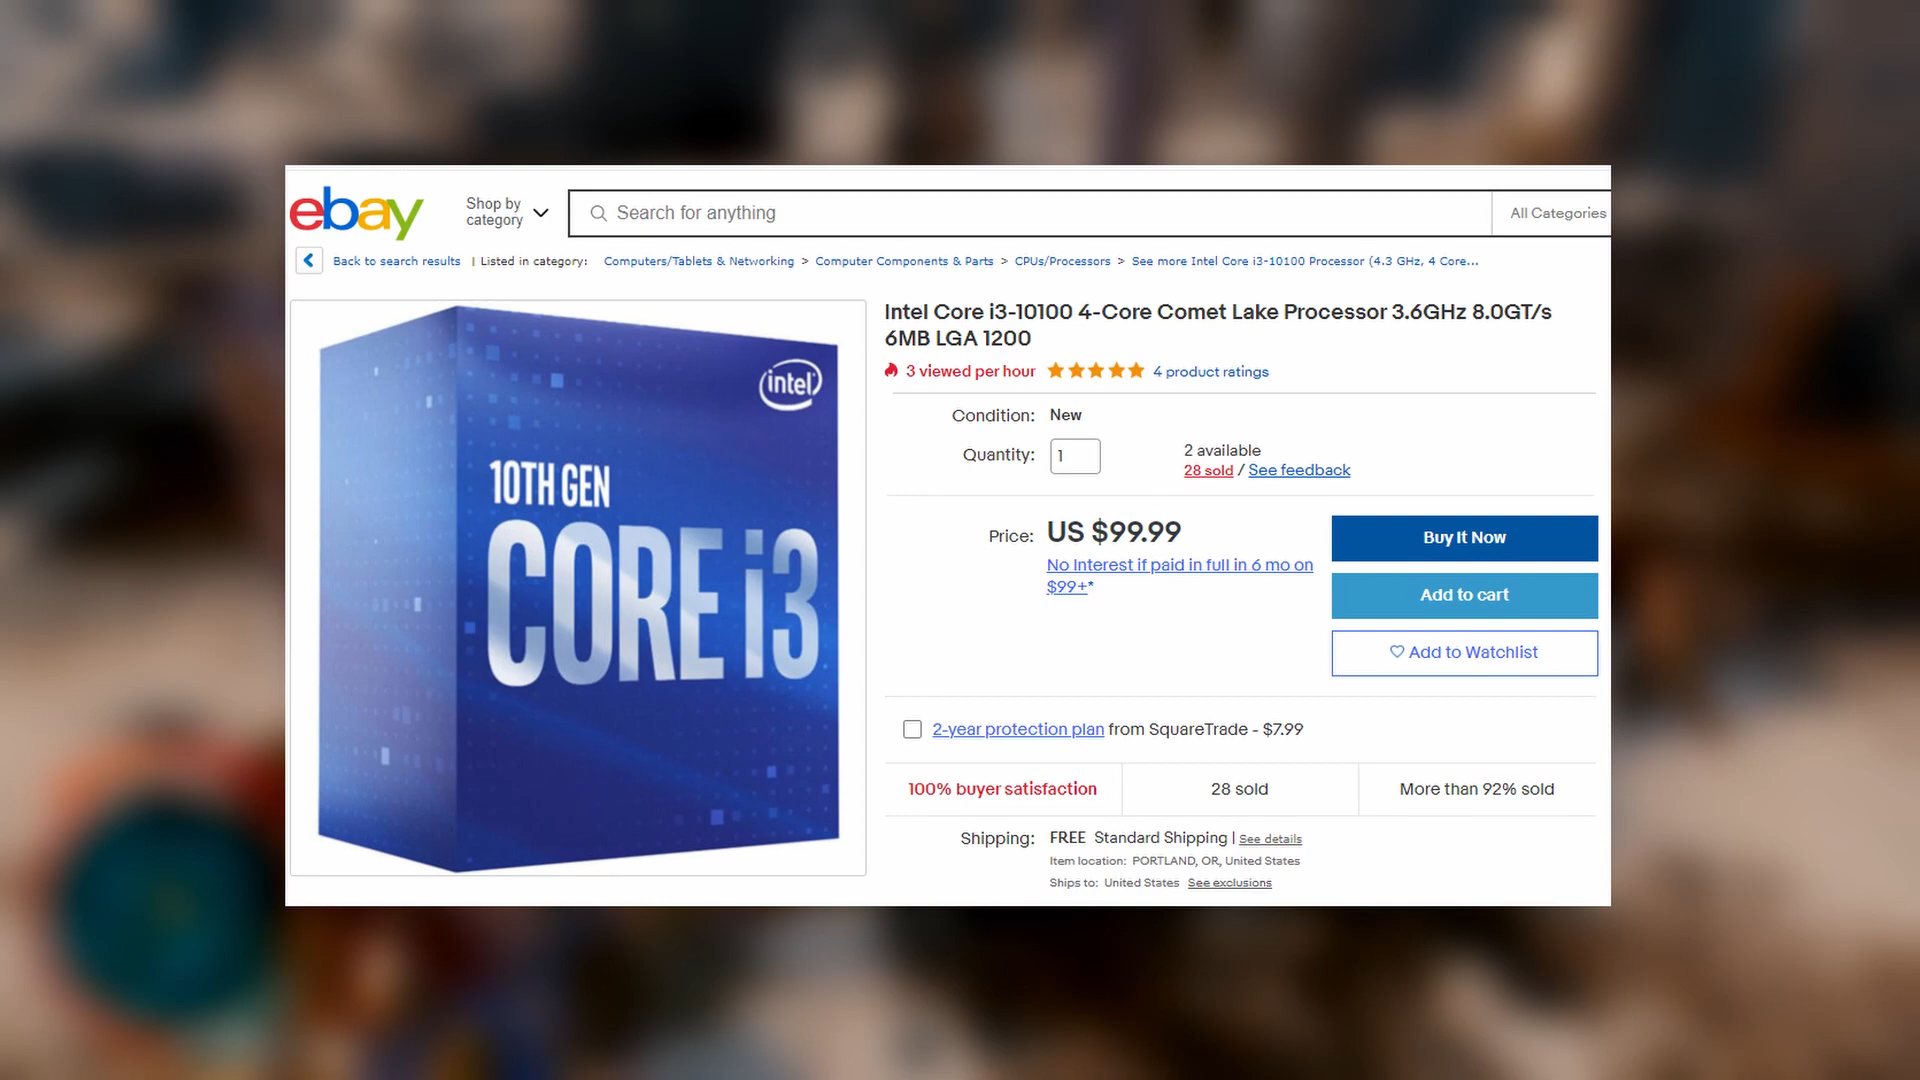 ebay
Shop by
category
Search for anything
All Categories
Back to search results | Listed in category: Computers/Tablets & Networking > Computer Components & Parts > CPUs/Processors > See more Intel Core i3-10100 Processor (4.3 GHz, 4 Core...
intel
10TH GEN
CORE i3
Intel Core i3-10100 4-Core Comet Lake Processor 3.6GHz 8.0GT/s
6MB LGA 1200
3 viewed per hour
4 product ratings
Condition: New
Quantity: 1
2 available
28 sold / See feedback
Price: US $99.99
No Interest if paid in full in 6 mo on
$99+*
Buy It Now
Add to cart
Add to Watchlist
2-year protection plan from SquareTrade - $7.99
100% buyer satisfaction
28 sold
More than 92% sold
Shipping: FREE Standard Shipping | See details
Item location: PORTLAND, OR, United States
Ships to: United States See exclusions